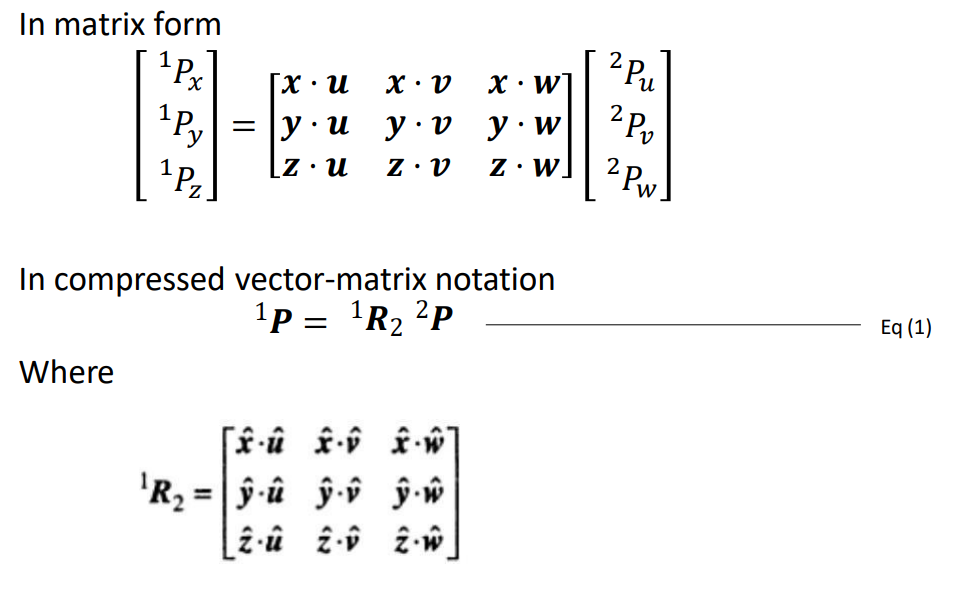 In matrix form
[¹Pₓ; ¹Pᵧ; ¹P_z] = [x · u  x · v  x · w; y · u  y · v  y · w; z · u  z · v  z · w] [²Pᵤ; ²Pᵥ; ²P_w]
In compressed vector-matrix notation
¹P = ¹R₂ ²P Eq (1)
Where
¹R₂ = [x̂·û  x̂·v̂  x̂·ŵ; ŷ·û  ŷ·v̂  ŷ·ŵ; ẑ·û  ẑ·v̂  ẑ·ŵ]